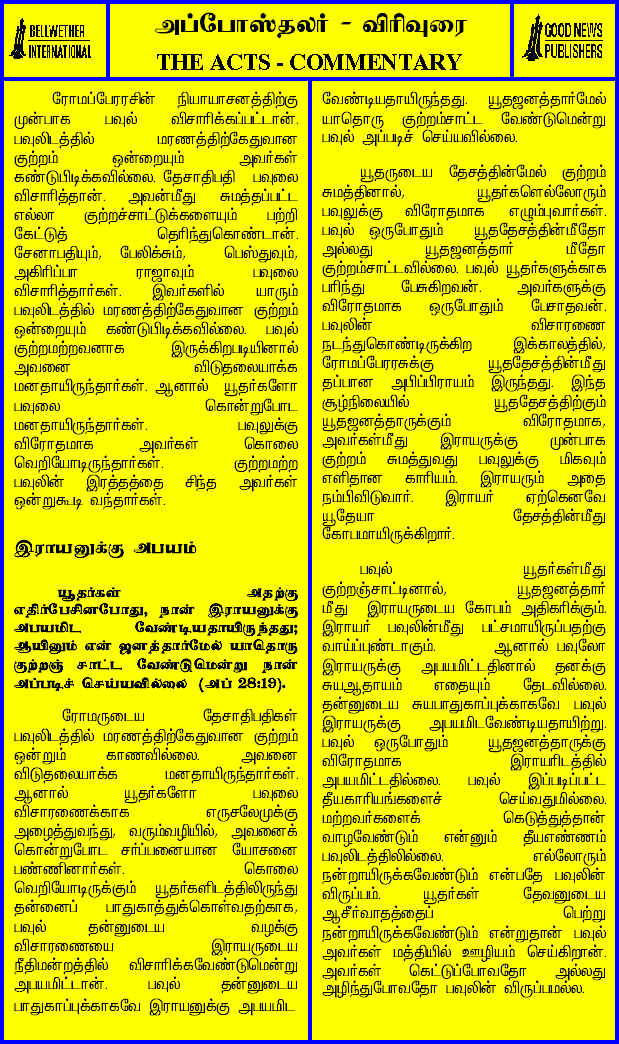 BELLWETHER
INTERNATIONAL
அப்போஸ்தலர் - விரிவுரை
THE ACTS - COMMENTARY
GOOD NEWS
PUBLISHERS
ரோமப்பேரரசின் நியாயாசனத்திற்கு
முன்பாக பவுல் விசாரிக்கப்பட்டான்.
பவுலிடத்தில் மரணத்திற்கேதுவான
குற்றம் ஒன்றையும் அவர்கள்
கண்டுபிடிக்கவில்லை. தேசாதிபதி பவுலை
விசாரித்தான். அவன்மீது சுமத்தப்பட்ட
எல்லா குற்றச்சாட்டுக்களையும் பற்றி
கேட்டுத் தெரிந்துகொண்டான்.
சேனாபதியும், பேலிக்சும், பெஸ்துவும்,
அகிரிப்பா ராஜாவும் பவுலை
விசாரித்தார்கள். இவர்களில் யாரும்
பவுலிடத்தில் மரணத்திற்கேதுவான குற்றம்
ஒன்றையும் கண்டுபிடிக்கவில்லை. பவுல்
குற்றமற்றவனாக இருக்கிறபடியினால்
அவனை விடுதலையாக்க
மனதாயிருந்தார்கள். ஆனால் யூதர்களோ
பவுலை கொன்றுபோட
மனதாயிருந்தார்கள். பவுலுக்கு
விரோதமாக அவர்கள் கொலை
வெறியோடிருந்தார்கள். குற்றமற்ற
பவுலின் இரத்தத்தை சிந்த அவர்கள்
ஒன்றுகூடி வந்தார்கள்.
இராயனுக்கு அபயம்
யூதர்கள் அதற்கு
எதிர்பேசினபோது, நான் இராயனுக்கு
அபயமிட வேண்டியதாயிருந்தது;
ஆயினும் என் ஜனத்தார்மேல் யாதொரு
குற்றஞ் சாட்ட வேண்டுமென்று நான்
அப்படிச் செய்யவில்லை (அப் 28:19).
ரோமருடைய தேசாதிபதிகள்
பவுலிடத்தில் மரணத்திற்கேதுவான குற்றம்
ஒன்றும் காணவில்லை. அவனை
விடுதலையாக்க மனதாயிருந்தார்கள்.
ஆனால் யூதர்களோ பவுலை
விசாரணைக்காக எருசலேமுக்கு
அழைத்துவந்து, வரும்வழியில், அவனைக்
கொன்றுபோட சர்ப்பனையான யோசனை
பண்ணினார்கள். கொலை
வெறியோடிருக்கும் யூதர்களிடத்திலிருந்து
தன்னைப் பாதுகாத்துக்கொள்வதற்காக,
பவுல் தன்னுடைய வழக்கு
விசாரணையை இராயருடைய
நீதிமன்றத்தில் விசாரிக்கவேண்டுமென்று
அபயமிட்டான். பவுல் தன்னுடைய
பாதுகாப்புக்காகவே இராயனுக்கு அபயமிட
வேண்டியதாயிருந்தது. யூதஜனத்தார்மேல்
யாதொரு குற்றம்சாட்ட வேண்டுமென்று
பவுல் அப்படிச் செய்யவில்லை.
யூதருடைய தேசத்தின்மேல் குற்றம்
சுமத்தினால், யூதர்களெல்லோரும்
பவுலுக்கு விரோதமாக எழும்புவார்கள்.
பவுல் ஒருபோதும் யூததேசத்தின்மீதோ
அல்லது யூதஜனத்தார் மீதோ
குற்றம்சாட்டவில்லை. பவுல் யூதர்களுக்காக
பரிந்து பேசுகிறவன். அவர்களுக்கு
விரோதமாக ஒருபோதும் பேசாதவன்.
பவுலின் விசாரணை
நடந்துகொண்டிருக்கிற இக்காலத்தில்,
ரோமப்பேரரசுக்கு யூததேசத்தின்மீது
தப்பான அபிப்பிராயம் இருந்தது. இந்த
சூழ்நிலையில் யூததேசத்திற்கும்
யூதஜனத்தாருக்கும் விரோதமாக,
அவர்கள்மீது இராயருக்கு முன்பாக
குற்றம் சுமத்துவது பவுலுக்கு மிகவும்
எளிதான காரியம். இராயரும் அதை
நம்பிவிடுவார். இராயர் ஏற்கெனவே
யூதேயா தேசத்தின்மீது
கோபமாயிருக்கிறார்.
பவுல் யூதர்கள்மீது
குற்றஞ்சாட்டினால், யூதஜனத்தார்
மீது இராயருடைய கோபம் அதிகரிக்கும்.
இராயர் பவுலின்மீது பட்சமாயிருப்பதற்கு
வாய்ப்புண்டாகும். ஆனால் பவுலோ
இராயருக்கு அபயமிட்டதினால் தனக்கு
சுயஆதாயம் எதையும் தேடவில்லை.
தன்னுடைய சுயபாதுகாப்புக்காகவே பவுல்
இராயருக்கு அபயமிடவேண்டியதாயிற்று.
பவுல் ஒருபோதும் யூதஜனத்தாருக்கு
விரோதமாக இராயரிடத்தில்
அபயமிட்டதில்லை. பவுல் இப்படிப்பட்ட
தீயகாரியங்களைச் செய்வதுமில்லை.
மற்றவர்களைக் கெடுத்துத்தான்
வாழவேண்டும் என்னும் தீயஎண்ணம்
பவுலிடத்திலில்லை. எல்லோரும்
நன்றாயிருக்கவேண்டும் என்பதே பவுலின்
விருப்பம். யூதர்கள் தேவனுடைய
ஆசீர்வாதத்தைப் பெற்று
நன்றாயிருக்கவேண்டும் என்றுதான் பவுல்
அவர்கள் மத்தியில் ஊழியம் செய்கிறான்.
அவர்கள் கெட்டுப்போவதோ அல்லது
அழிந்துபோவதோ பவுலின் விருப்பமல்ல.